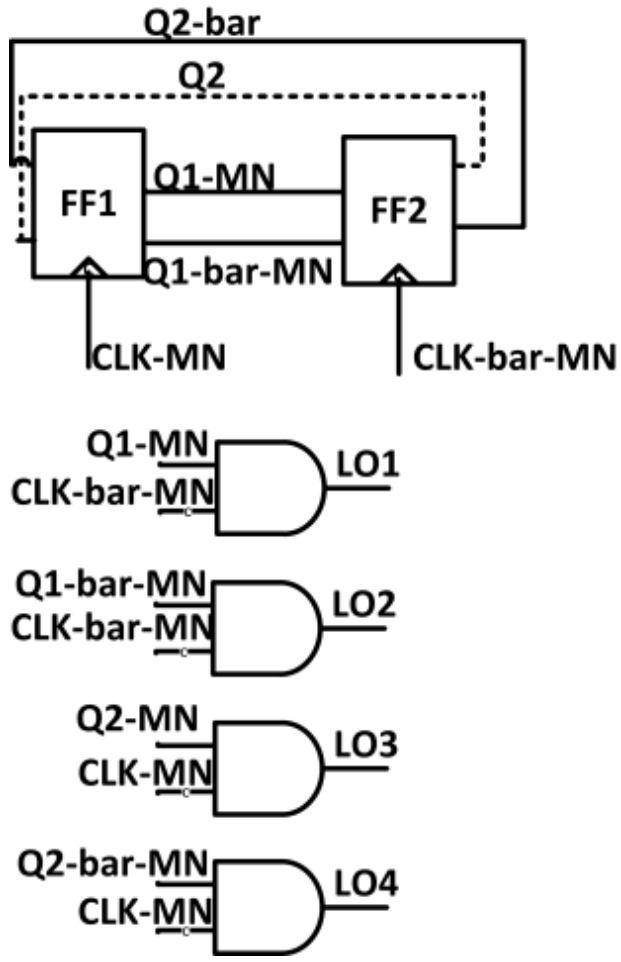 Q2-bar
Q2
FF1
Q1-MN
FF2
Q1-bar-MN
CLK-MN
CLK-bar-MN
Q1-MN
CLK-bar-MN
LO1
Q1-bar-MN
CLK-bar-MN
LO2
Q2-MN
CLK-MN
LO3
Q2-bar-MN
CLK-MN
LO4